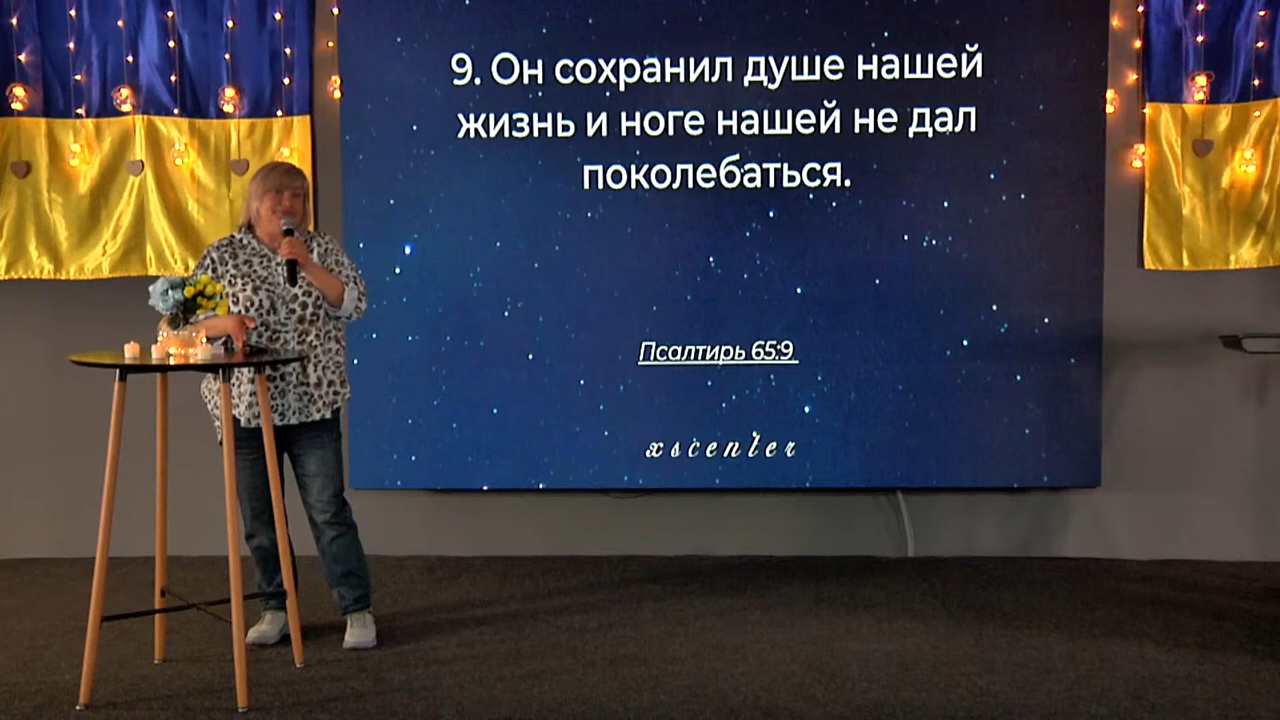 9. Он сохранил душе нашей
жизнь и ноге нашей не дал
поколебаться.
Псалтирь 65:9
xscenter